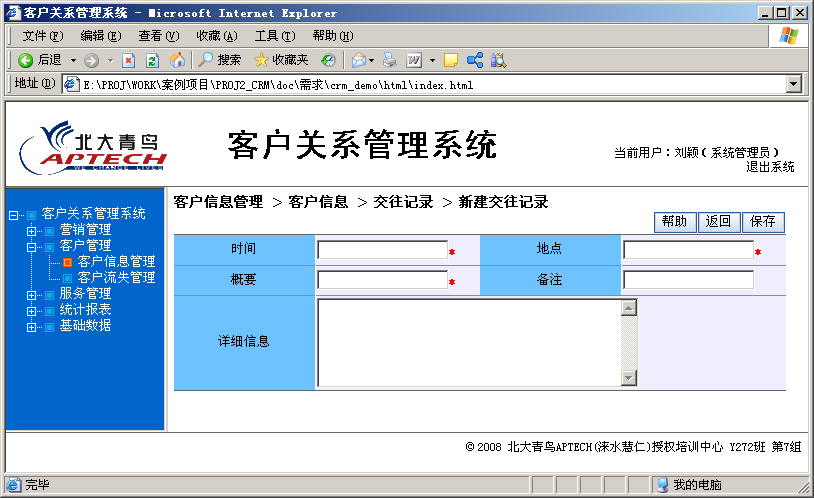 客户关系管理系统 - Microsoft Internet Explorer
文件(F) 编辑(E) 查看(V) 收藏(A) 工具(T) 帮助(H)
后退 搜索 收藏夹
地址(D) E:\PROJ\WORK\案例项目\PROJ2_CRM\doc\需求\crm_demo\html\index.html
北大青鸟
APTECH
WE CHANGE LIVES
客户关系管理系统
当前用户：刘颖(系统管理员)
退出系统
客户关系管理系统
营销管理
客户管理
客户信息管理
客户流失管理
服务管理
统计报表
基础数据
客户信息管理 > 客户信息 > 交往记录 > 新建交往记录
帮助 返回 保存
时间 * 地点 *
概要 * 备注
详细信息
© 2008 北大青鸟APTECH(涞水慧仁)授权培训中心 Y272班 第7组
完毕 我的电脑